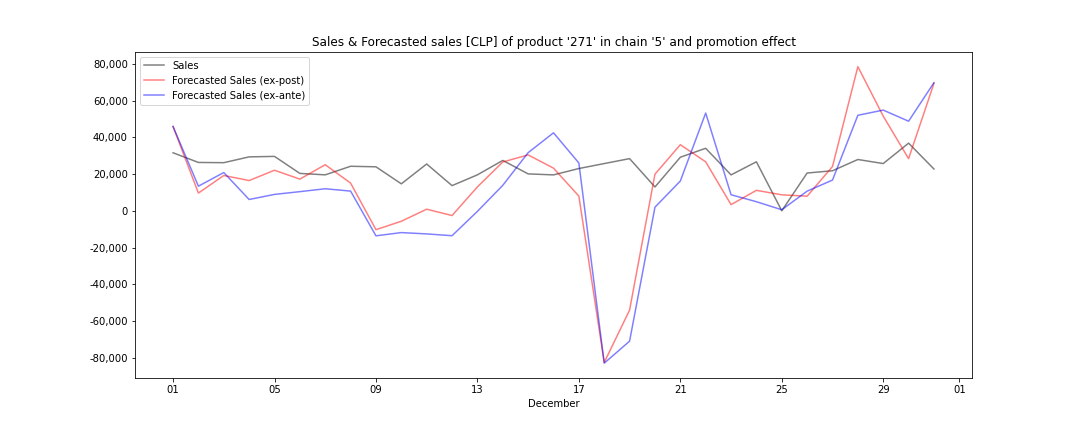 Sales & Forecasted sales [CLP] of product '271' in chain '5' and promotion effect
Sales
Forecasted Sales (ex-post)
Forecasted Sales (ex-ante)
80,000
60,000
40,000
20,000
0
-20,000
-40,000
-60,000
-80,000
01 05 09 13 17 21 25 29 01
December